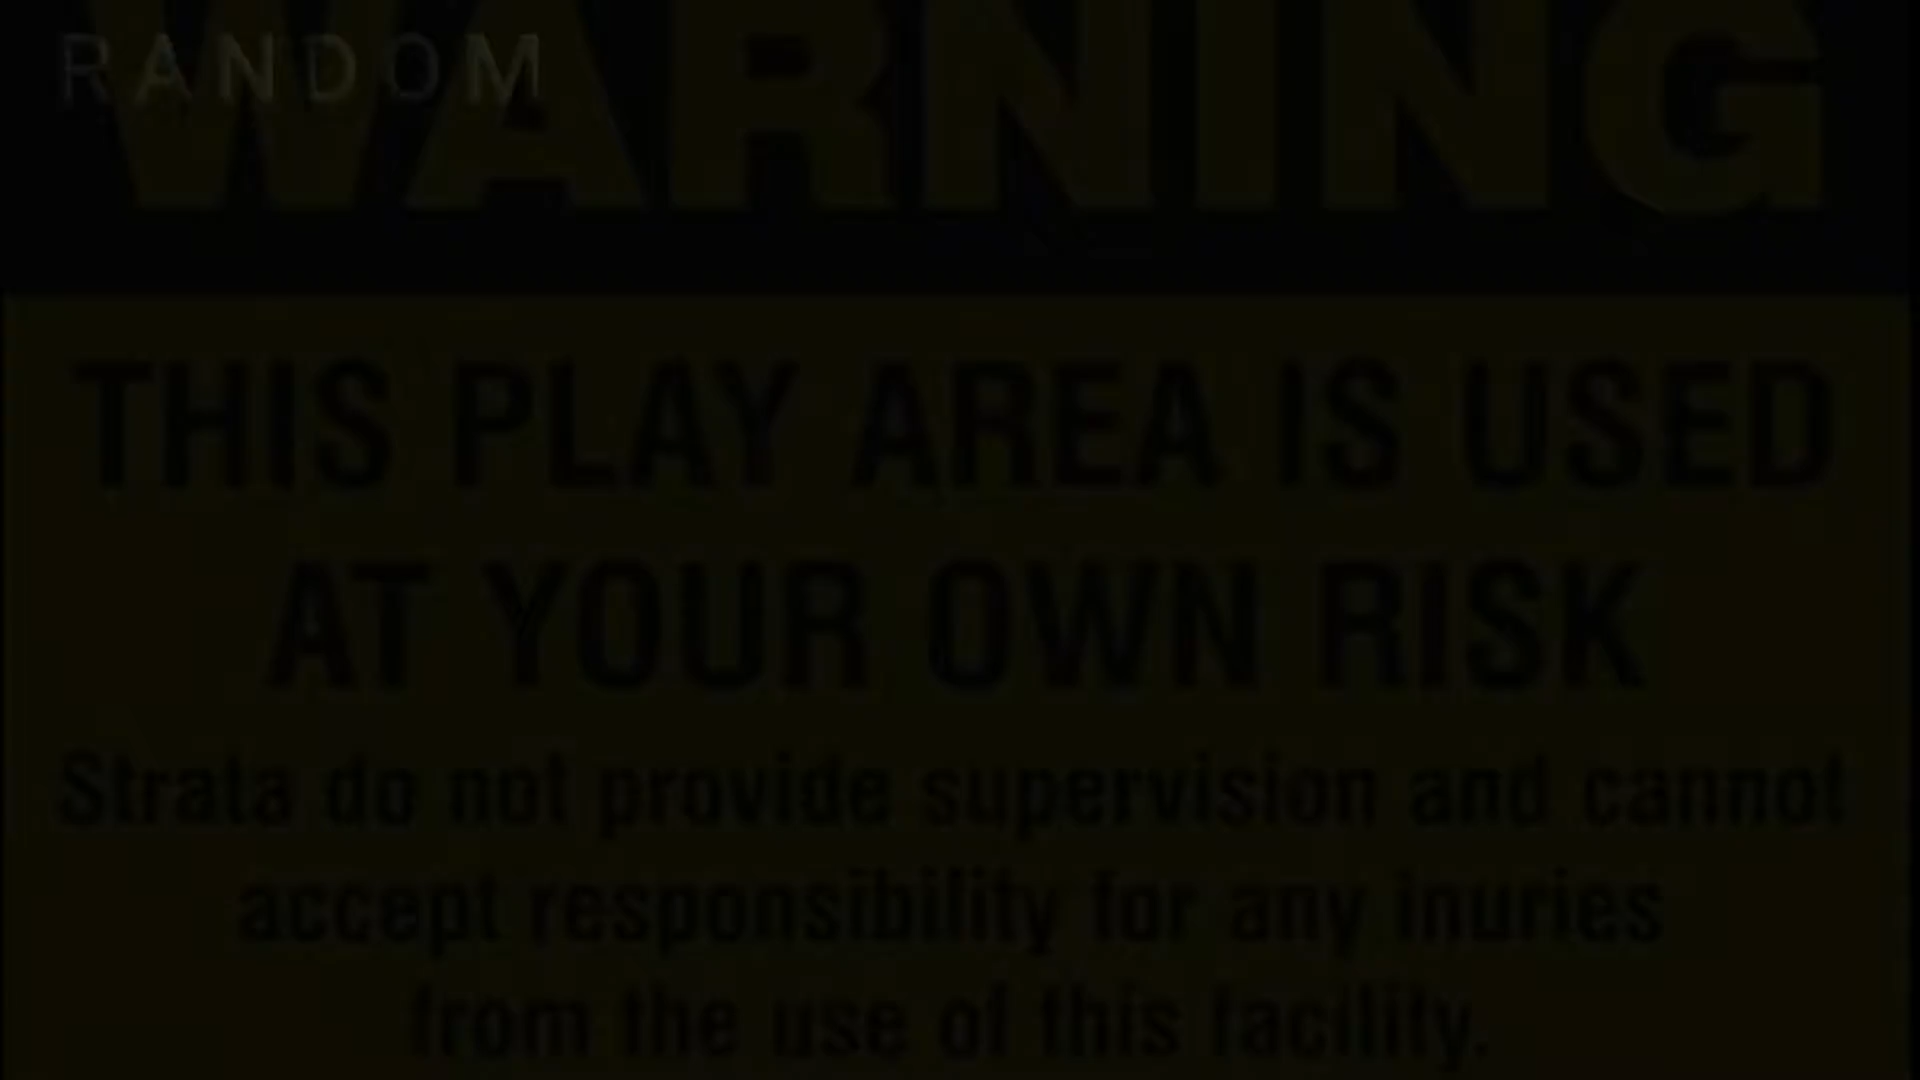 RANDOM
WARNING
THIS PLAY AREA IS USED
AT YOUR OWN RISK
Strata do not provide supervision and cannot
accept responsibility for any inuries
from the use of this facility.